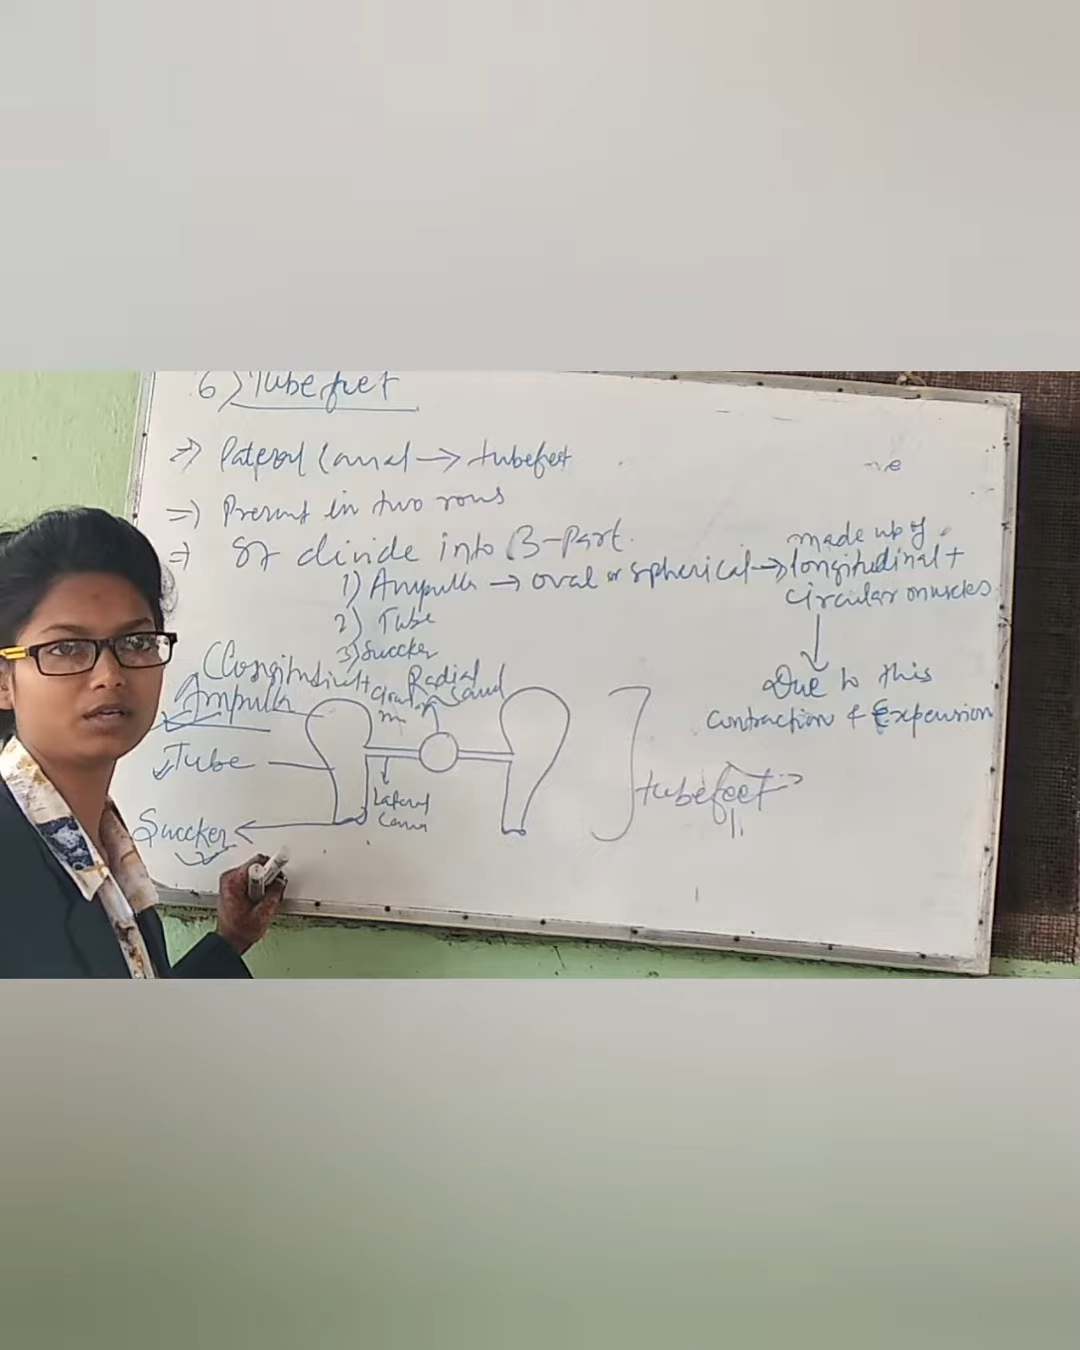 6) Tubefeet
=> Lateral Canal → tubefeet
=> Present in two rows
=> It divide into 3-Part.
1) Ampulla → oval or spherical → longitudinal +
made up of
circular muscles
2) Tube
3) Succker
Due to this
contraction & Expension
(Longitudinal +
Circular
m
Radial
Canal
Ampulla
Tube
Succker
Lateral
Canal
tubefeet